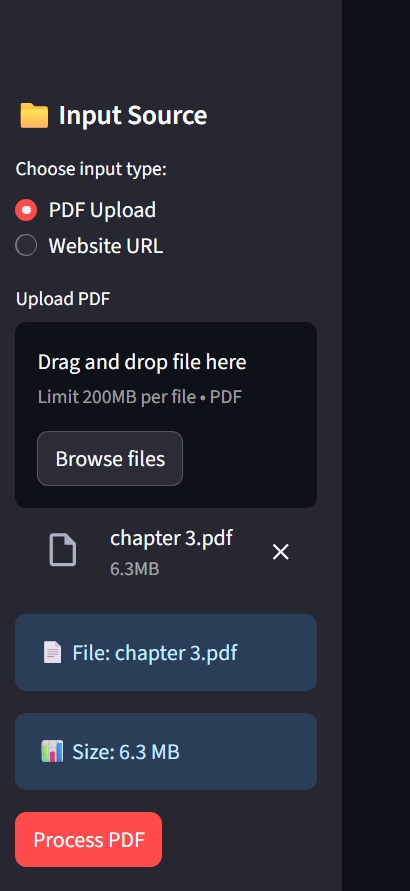 Input Source
Choose input type:
PDF Upload
Website URL
Upload PDF
Drag and drop file here
Limit 200MB per file • PDF
Browse files
chapter 3.pdf
6.3MB
File: chapter 3.pdf
Size: 6.3 MB
Process PDF